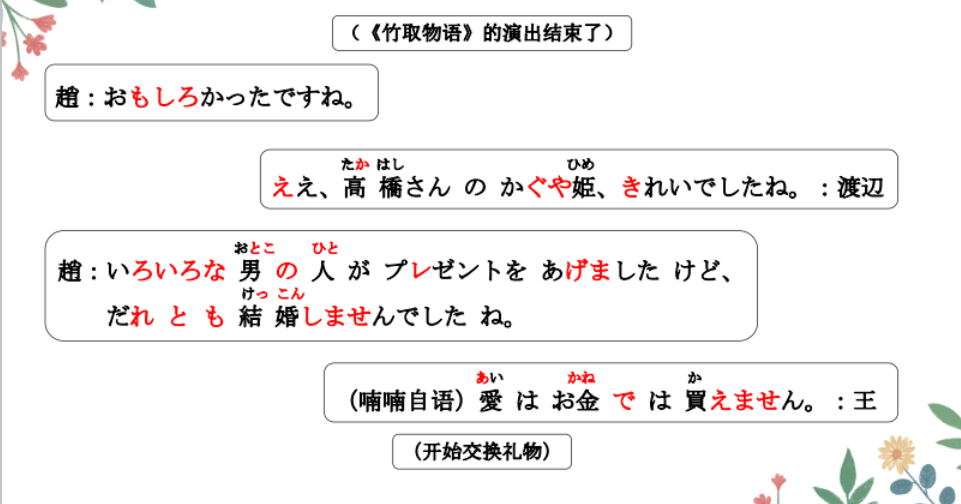 （《竹取物语》的演出结束了）
趙：おもしろかったですね。
たか はし ひめ
ええ、高 橋さん の かぐや姫、きれいでしたね。：渡辺
おとこ ひと
趙：いろいろな 男 の 人 が プレゼントを あげました けど、
けっ こん
だれ と も 結 婚しませんでした ね。
あい かね か
（喃喃自语）愛 は お金 で は 買えません。：王
（开始交换礼物）